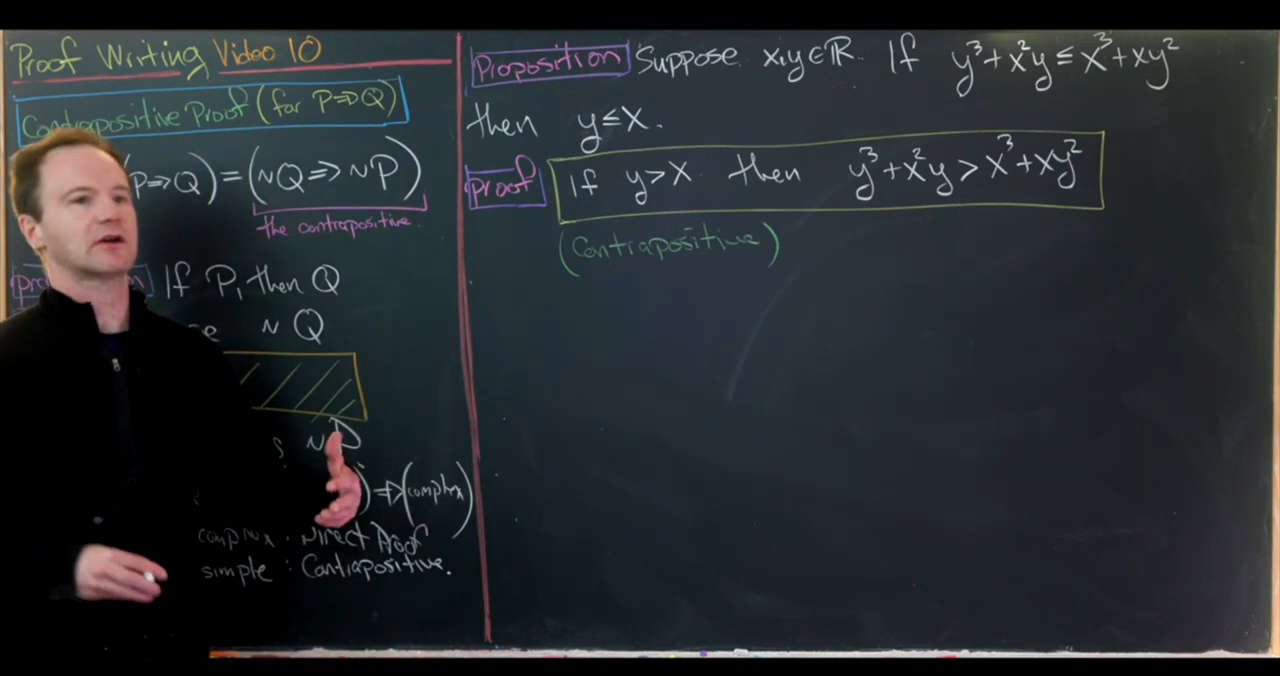 Proof Writing Video 10
Contrapositive Proof (for P⇒Q)
(P⇒Q)=(~Q⇒~P)
the contrapositive.
If P, then Q
~Q
~P
⇒(complex)
complex : Direct Proof
simple : Contrapositive.
Proposition Suppose x,y∈ℝ. If y³+x²y≤x³+xy²
then y≤x.
Proof If y>x then y³+x²y>x³+xy²
(Contrapositive)